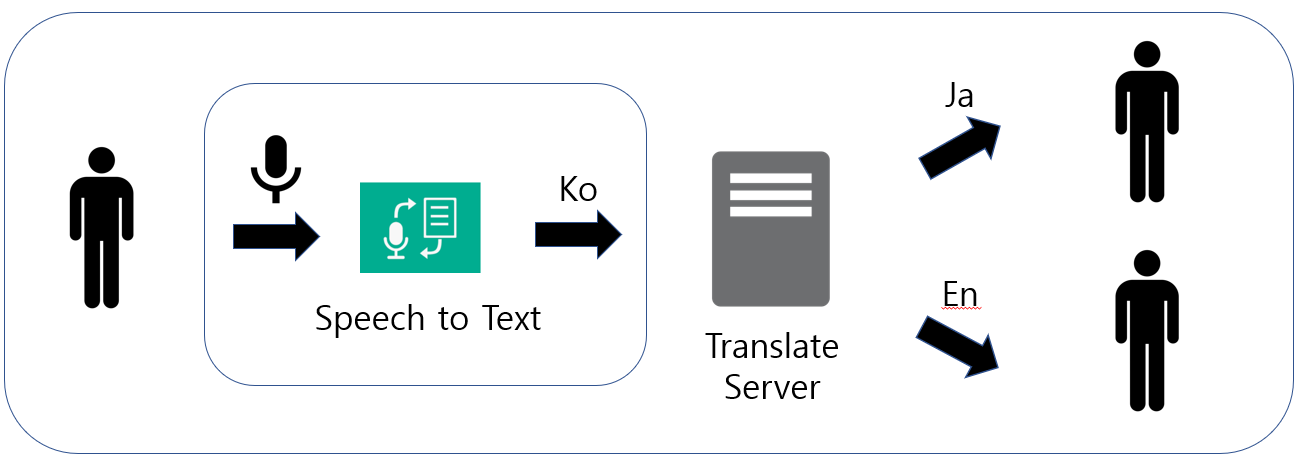 Ko
Speech to Text
Translate
Server
Ja
En